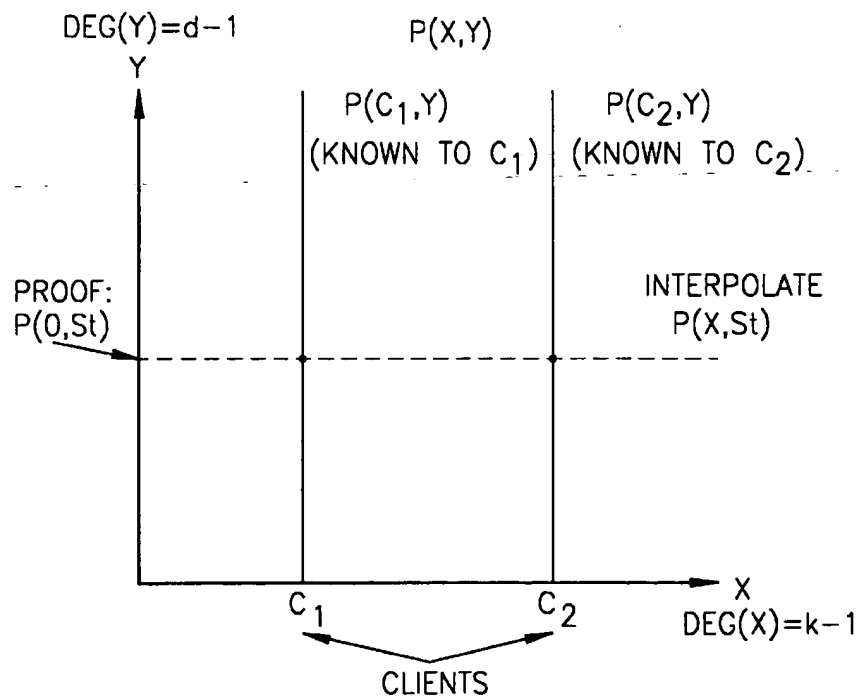 DEG(Y)=d-1
P(X,Y)
Y
P(C1,Y)
(KNOWN TO C1)
P(C2,Y)
(KNOWN TO C2)
PROOF:
P(0,St)
INTERPOLATE
P(X,St)
C1
C2
X
DEG(X)=k-1
CLIENTS